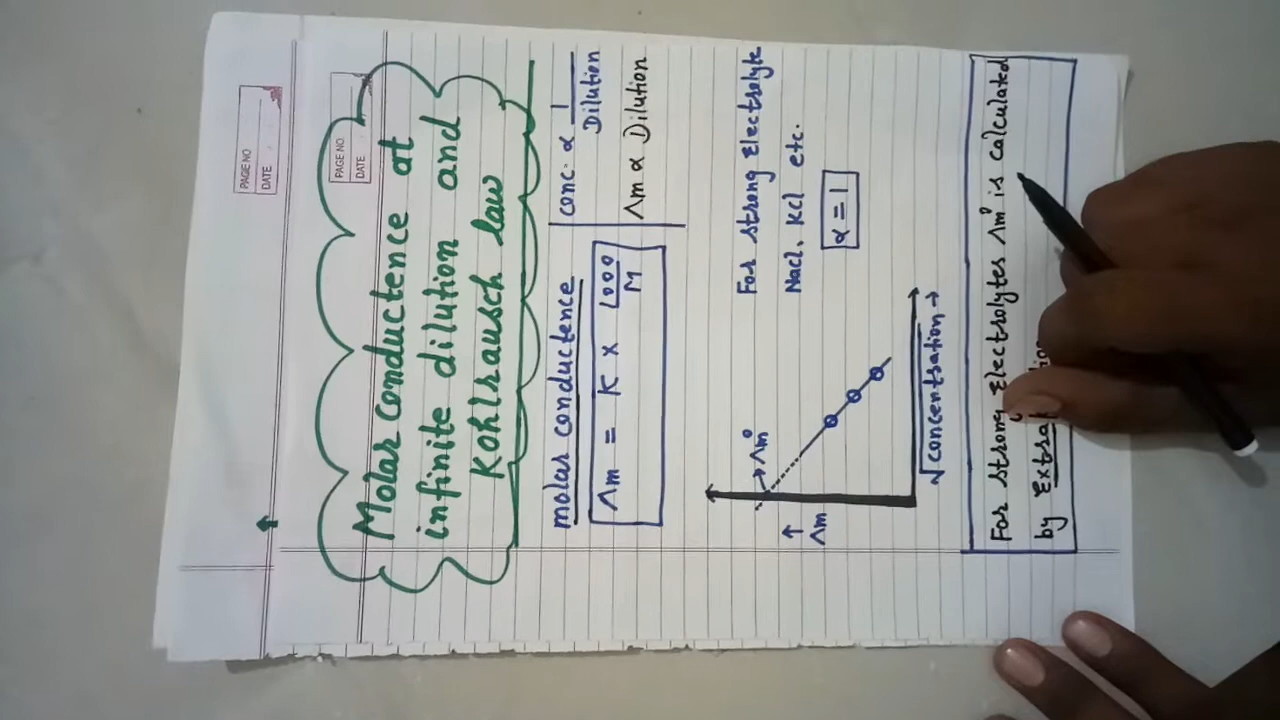 PAGE NO
DATE
PAGE NO
DATE
Molar conductence at
infinite dilution and
Kohlrausch law
molar conductence
Λm = K × 1000/M
conc. α 1/Dilution
Λm α Dilution
For strong Electrolyte
Nacl, Kcl etc.
α = 1
Λm°
Λm
√concentration →
For strong Electrolytes Λm° is calculated
by